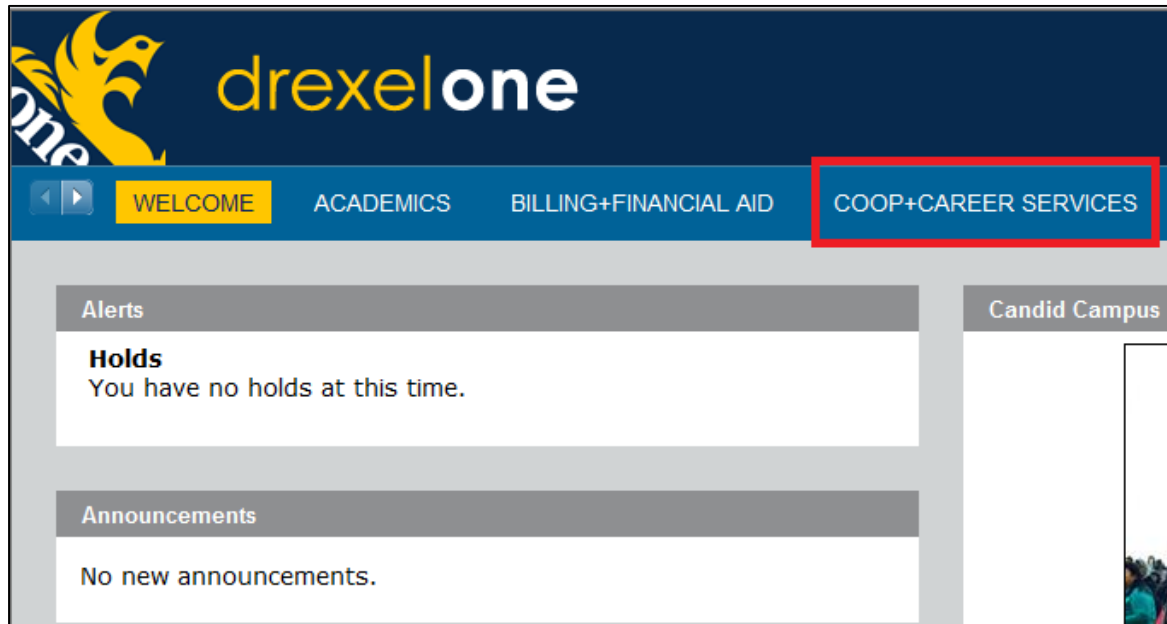 one
drexelone
WELCOME ACADEMICS BILLING+FINANCIAL AID COOP+CAREER SERVICES
Alerts
Holds
You have no holds at this time.
Announcements
No new announcements.
Candid Campus